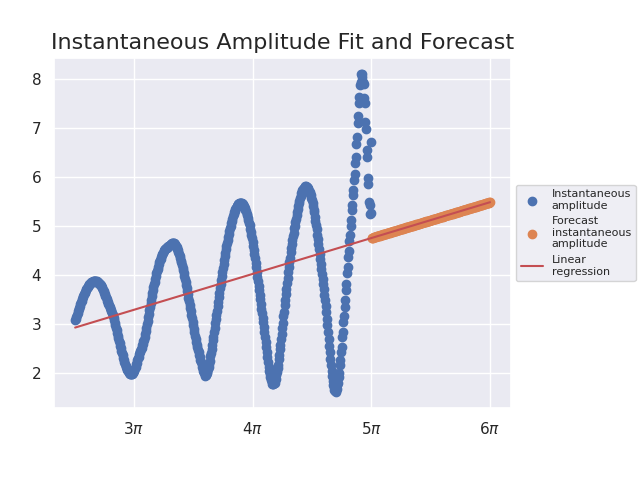 Instantaneous Amplitude Fit and Forecast
8
7
6
5
4
3
2
3π
4π
5π
6π
Instantaneous
amplitude
Forecast
instantaneous
amplitude
Linear
regression